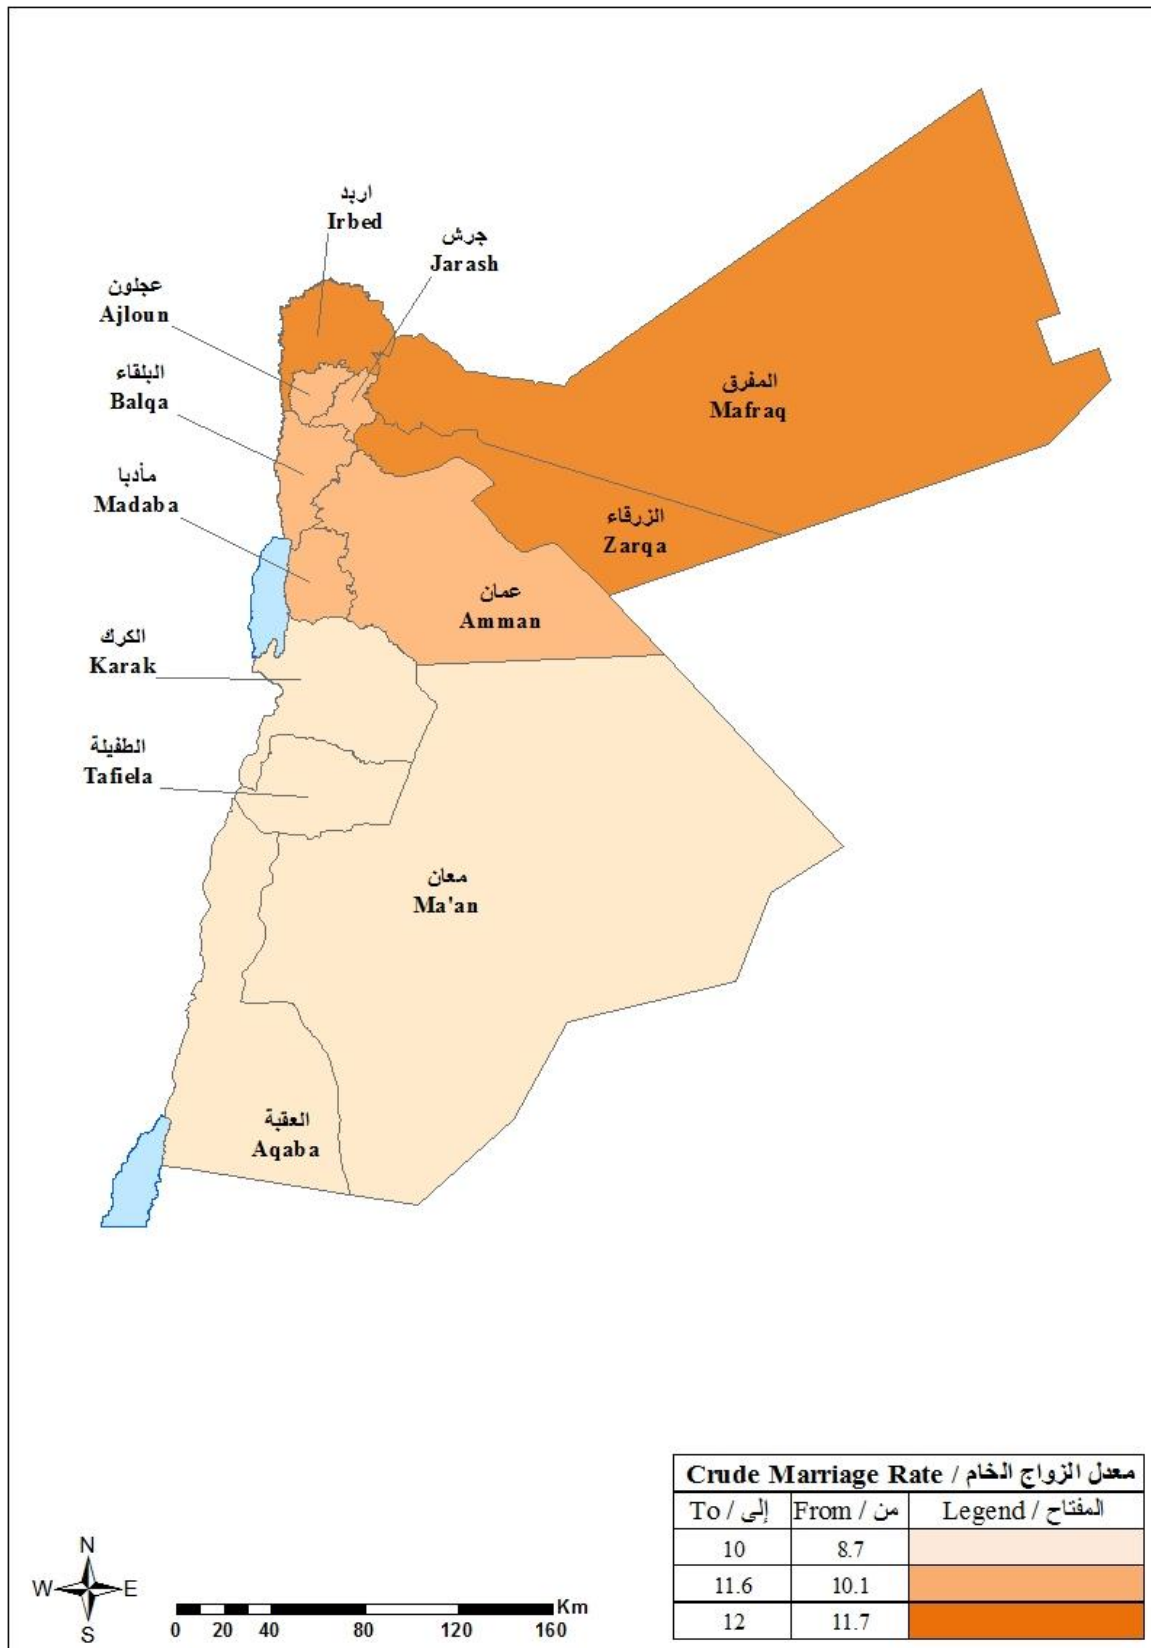 اربد
Irbed
جرش
Jarash
عجلون
Ajloun
البلقاء
Balqa
المفرق
Mafraq
مأدبا
Madaba
الزرقاء
Zarqa
عمان
Amman
الكرك
Karak
الطفيلة
Tafiela
معان
Ma'an
العقبة
Aqaba
Crude Marriage Rate / معدل الزواج الخام
To / إلى From / من Legend / المفتاح
10 8.7
11.6 10.1
12 11.7
N
W E
S
Km
0 20 40 80 120 160